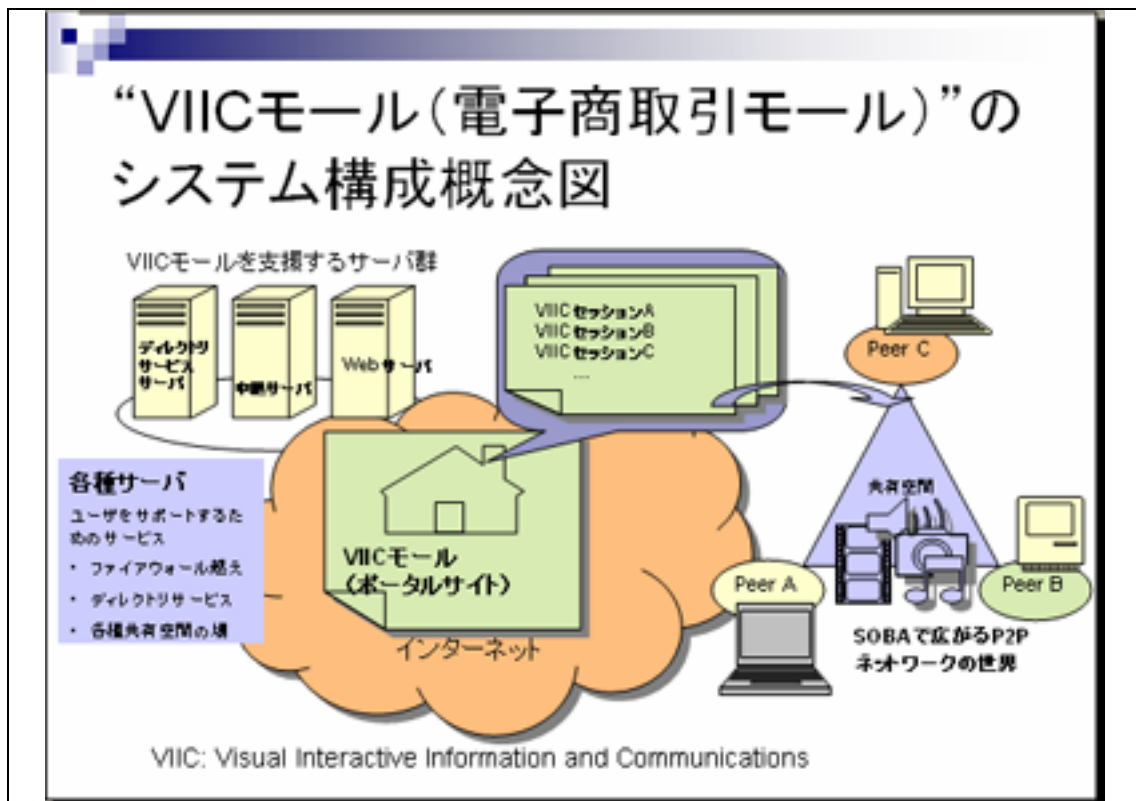 “VIICモール（電子商取引モール）”の
システム構成概念図
VIICモールを支援するサーバ群
ディレクトリ
サービス
サーバ
中継サーバ
Webサーバ
VIICセッションA
VIICセッションB
VIICセッションC
....
Peer C
各種サーバ
ユーザをサポートするた
めのサービス
・ ファイアウォール越え
・ ディレクトリサービス
・ 各種共有空間の場
VIICモール
（ポータルサイト）
インターネット
共有空間
Peer A
Peer B
SOBAで広がるP2P
ネットワークの世界
VIIC: Visual Interactive Information and Communications